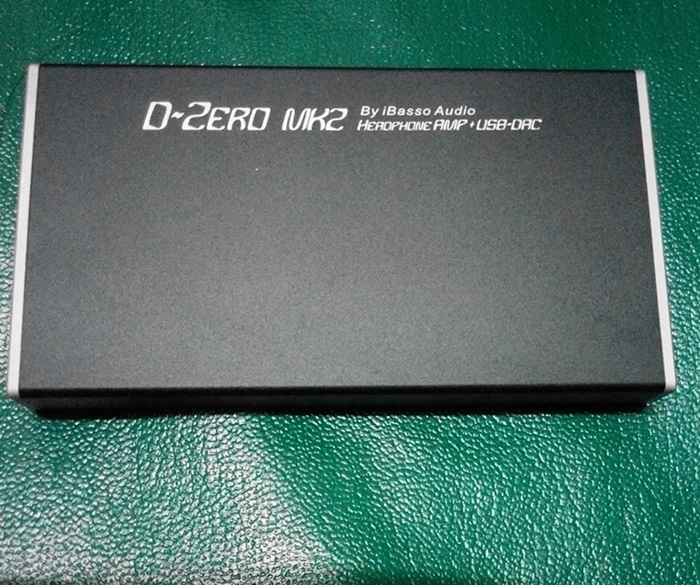 D-Zero MK2 By iBasso Audio
Headphone AMP + USB-DAC